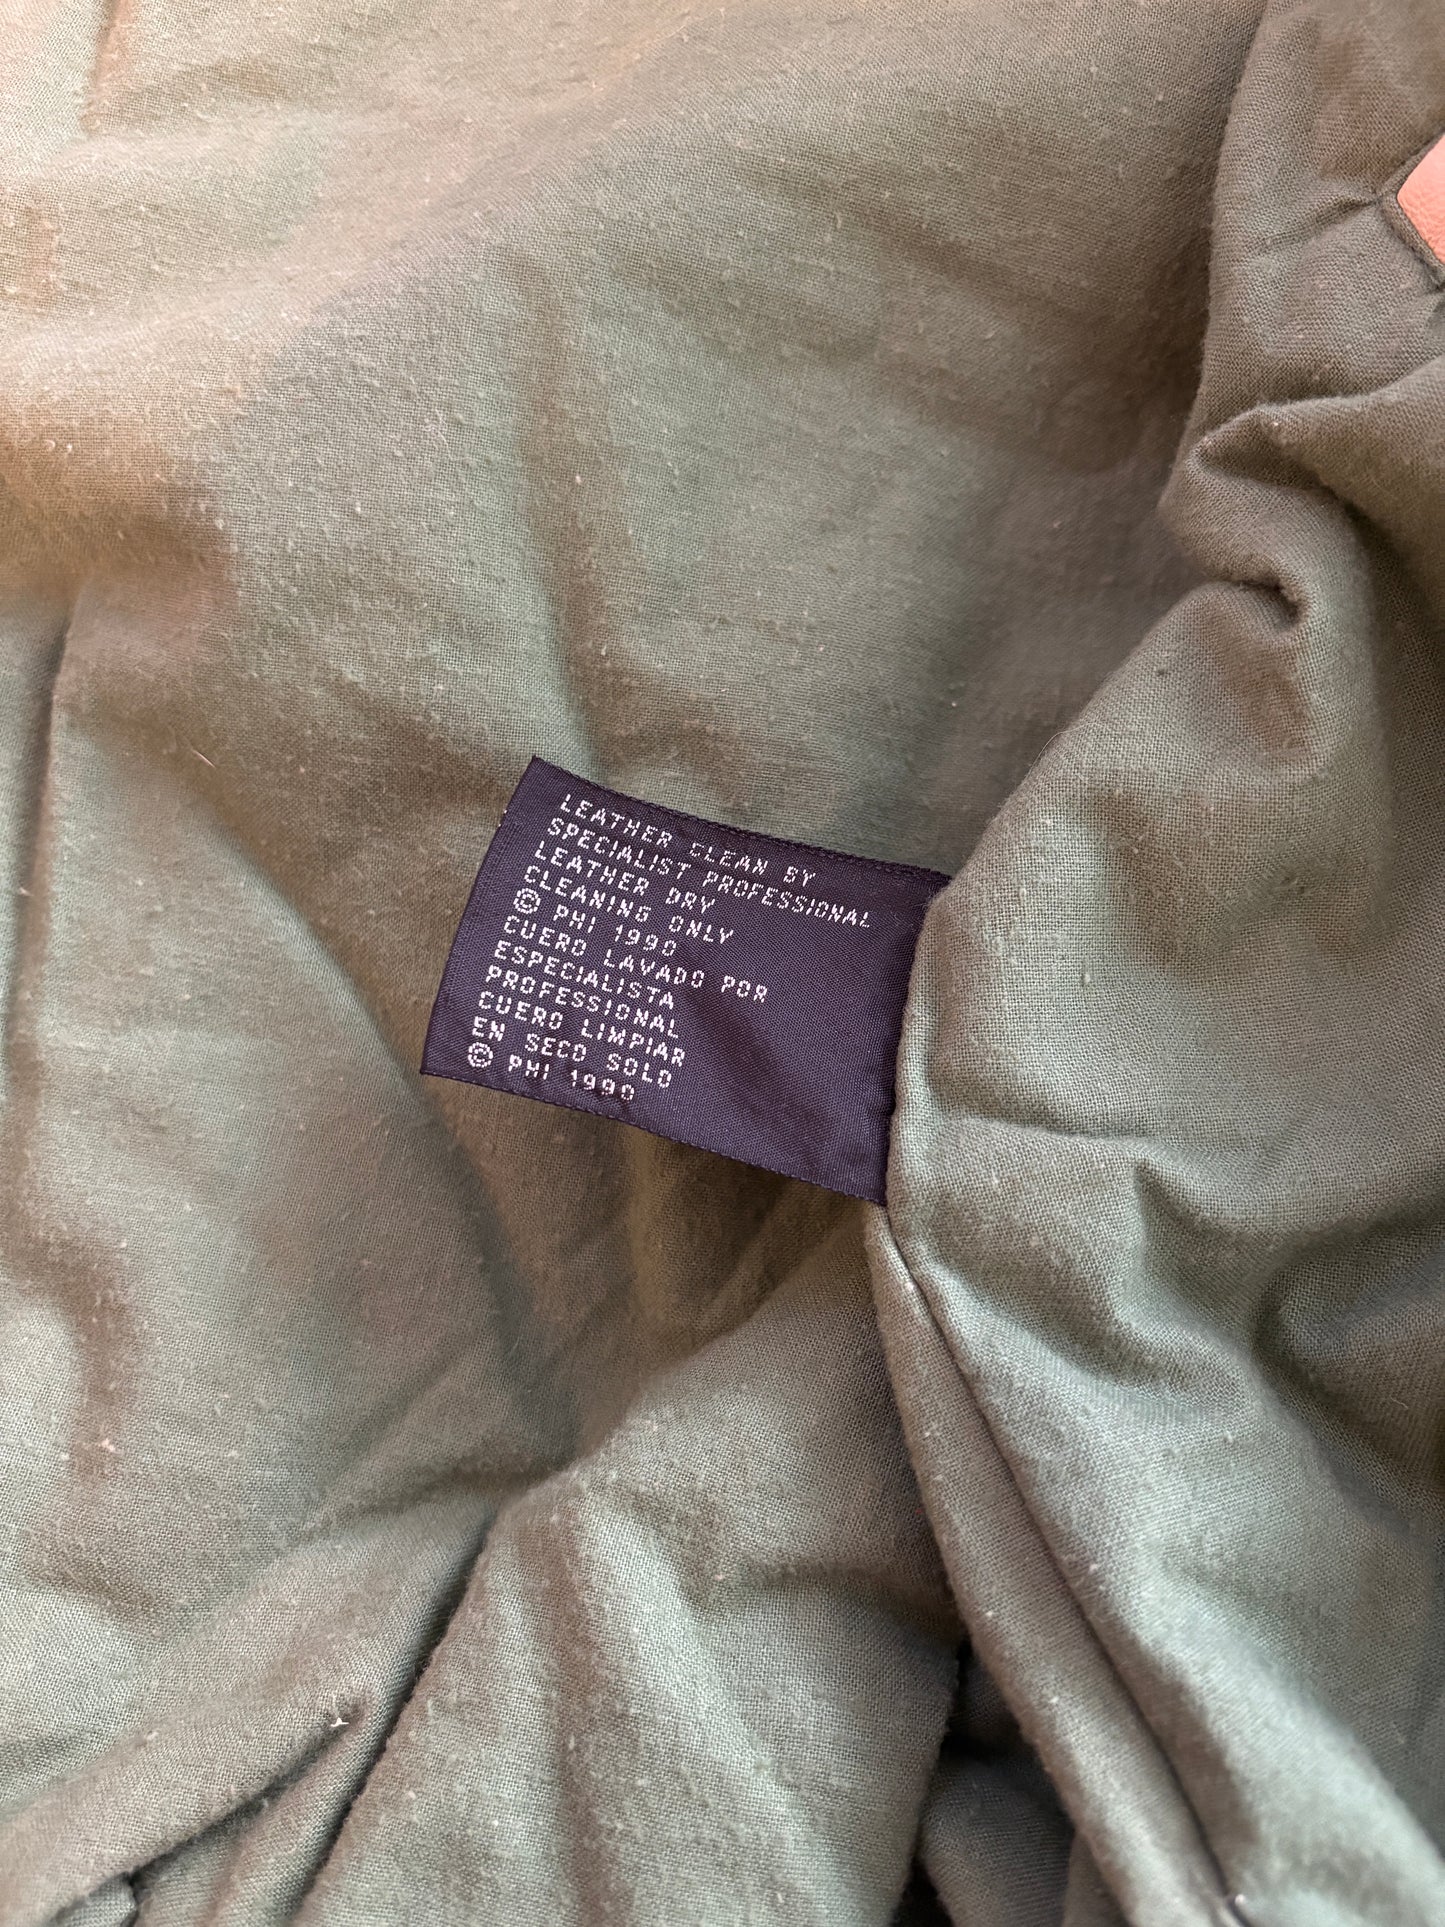 LEATHER CLEAN BY
SPECIALIST PROFESSIONAL
LEATHER DRY
CLEANING ONLY
© PHI 1990
CUERO LAVADO POR
ESPECIALISTA
PROFESSIONAL
CUERO LIMPIAR
EN SECO SOLO
© PHI 1990